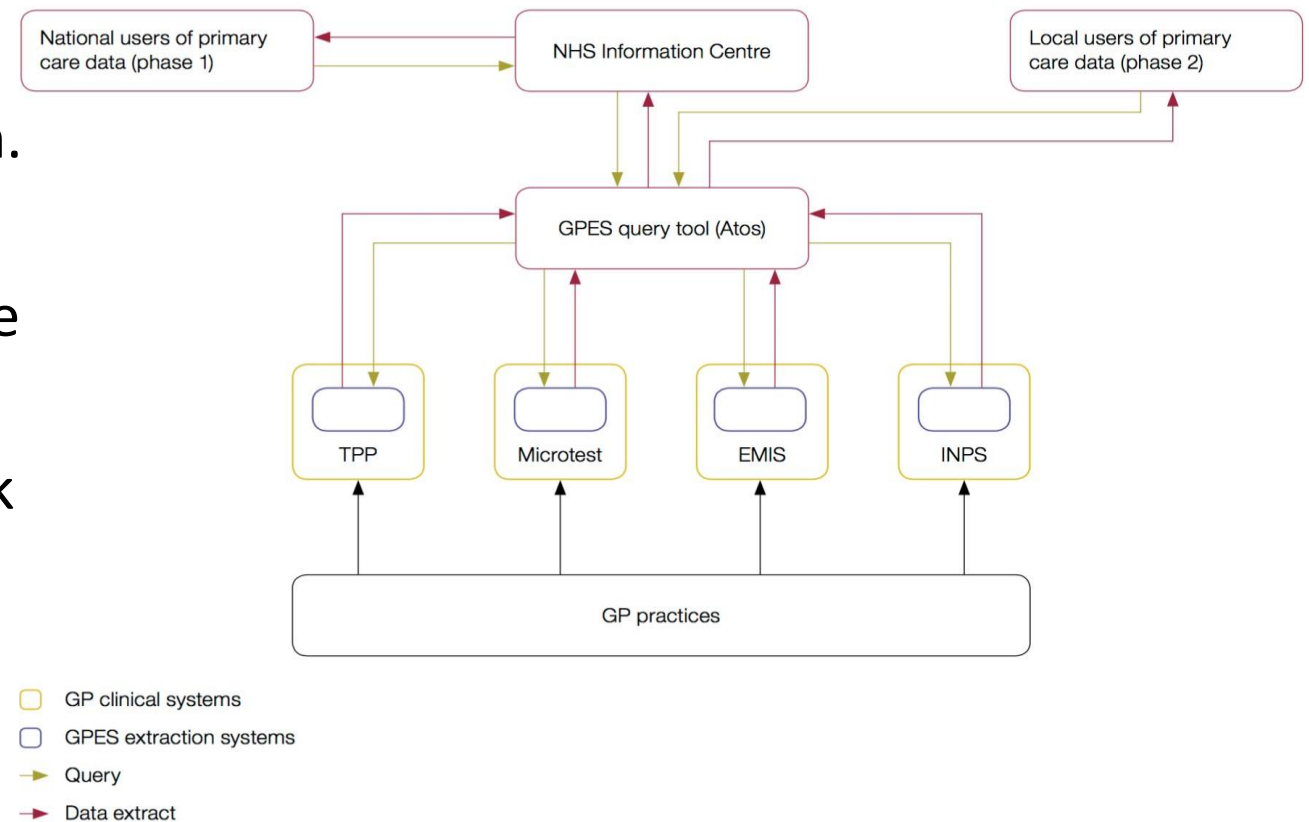 National users of primary
care data (phase 1)
NHS Information Centre
Local users of primary
care data (phase 2)
GPES query tool (Atos)
TPP
Microtest
EMIS
INPS
GP practices
GP clinical systems
GPES extraction systems
Query
Data extract